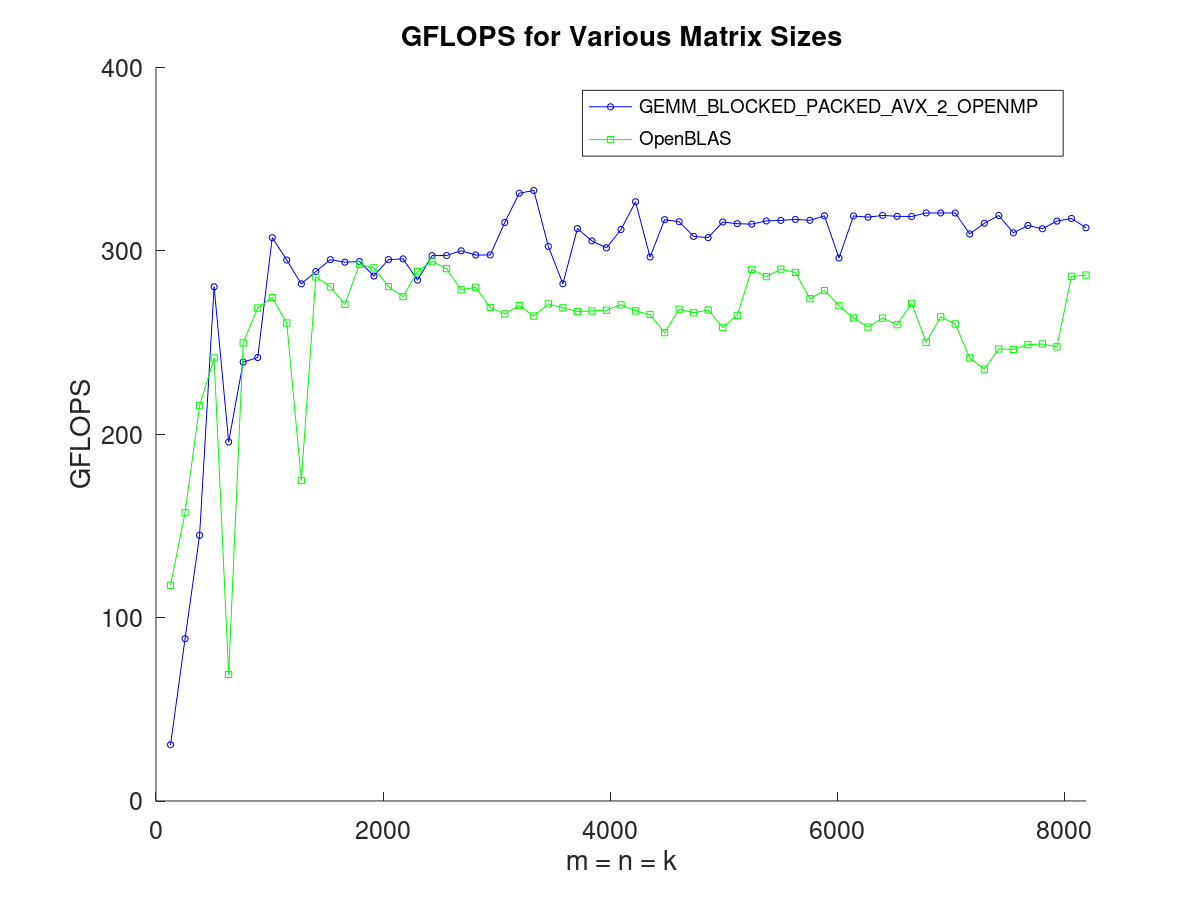 GFLOPS for Various Matrix Sizes
400
GEMM_BLOCKED_PACKED_AVX_2_OPENMP
OpenBLAS
300
GFLOPS
200
100
0
0 2000 4000 6000 8000
m = n = k